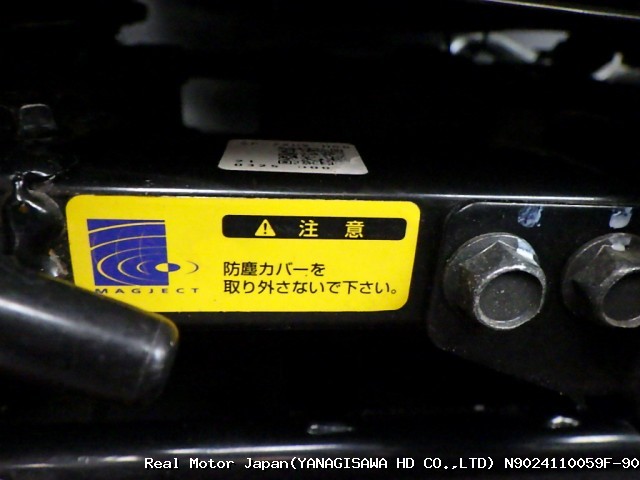 注 意
防塵カバーを
取り外さないで下さい。
MAGJECT
Real Motor Japan(YANAGISAWA HD CO.,LTD) N9024110059F-90